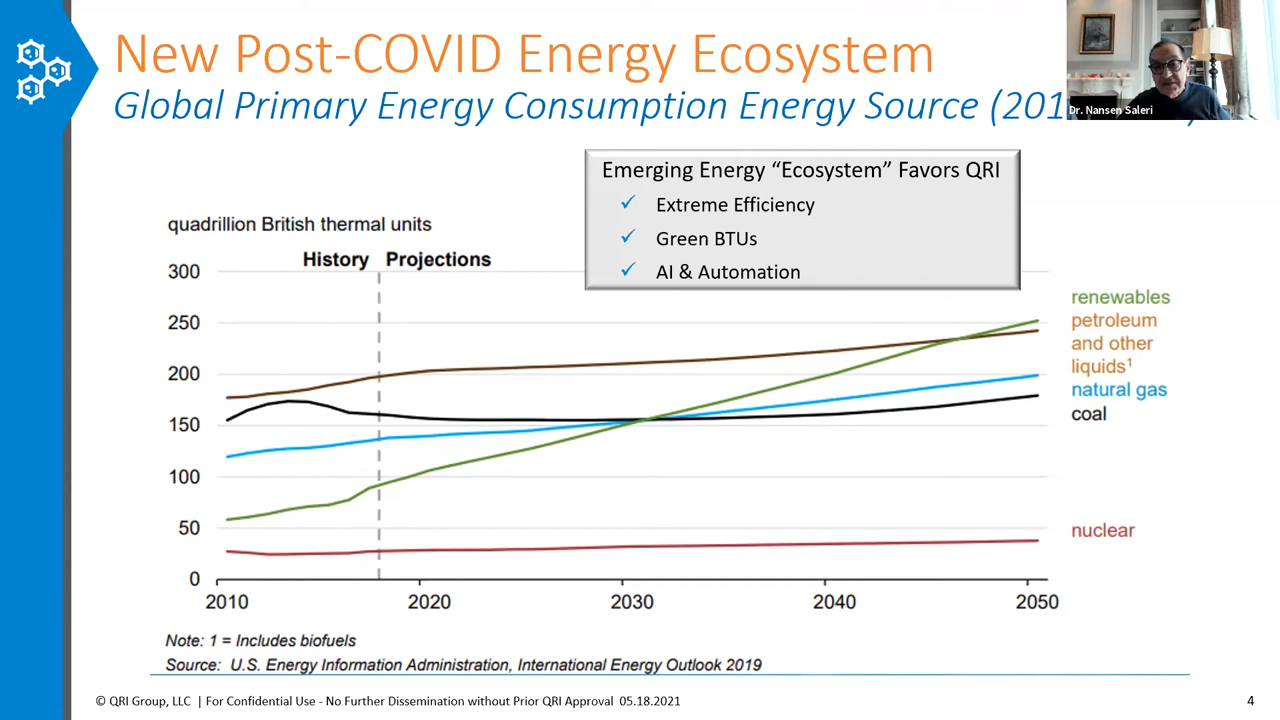 New Post-COVID Energy Ecosystem
Global Primary Energy Consumption Energy Source (201
Dr. Nansen Saleri
Emerging Energy “Ecosystem” Favors QRI
✓ Extreme Efficiency
✓ Green BTUs
✓ AI & Automation
quadrillion British thermal units
History Projections
300
250
200
150
100
50
0
2010 2020 2030 2040 2050
renewables
petroleum
and other
liquids¹
natural gas
coal
nuclear
Note: 1 = Includes biofuels
Source: U.S. Energy Information Administration, International Energy Outlook 2019
© QRI Group, LLC | For Confidential Use - No Further Dissemination without Prior QRI Approval 05.18.2021
4